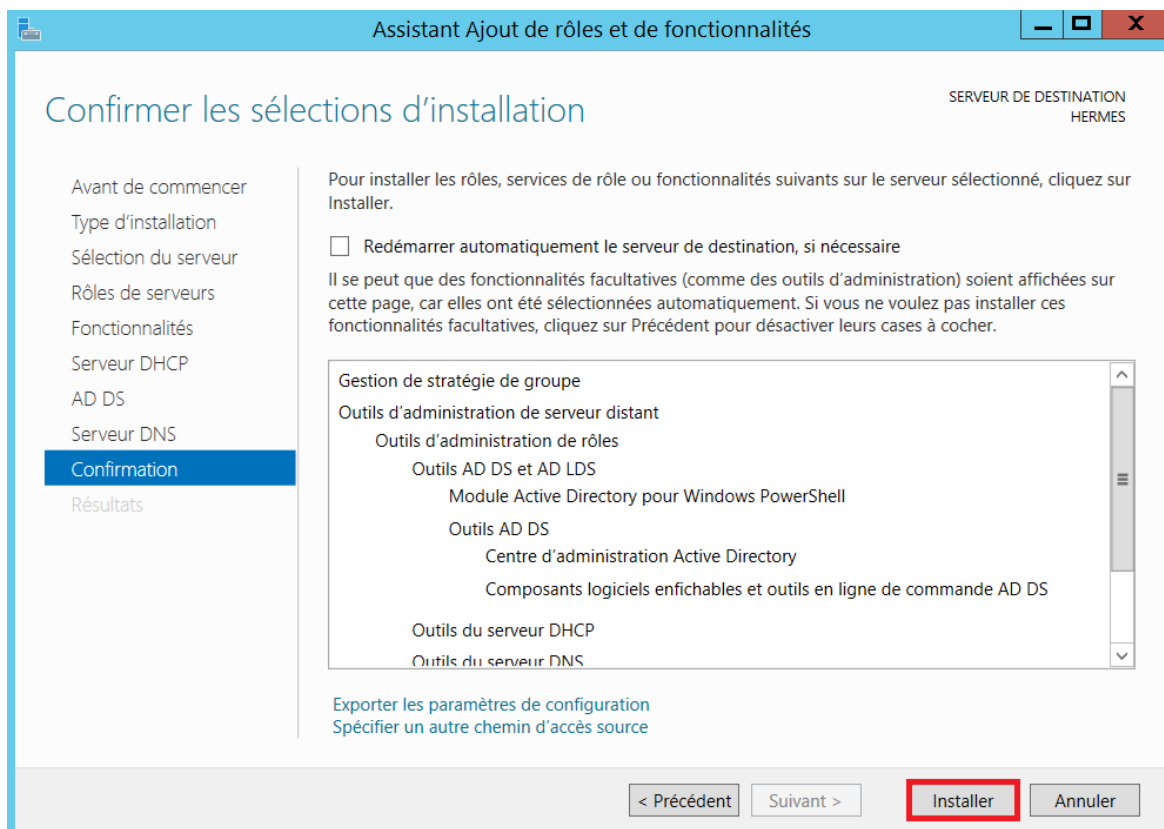 Assistant Ajout de rôles et de fonctionnalités
Confirmer les sélections d'installation
SERVEUR DE DESTINATION
HERMES
Avant de commencer
Type d'installation
Sélection du serveur
Rôles de serveurs
Fonctionnalités
Serveur DHCP
AD DS
Serveur DNS
Confirmation
Résultats
Pour installer les rôles, services de rôle ou fonctionnalités suivants sur le serveur sélectionné, cliquez sur
Installer.
Redémarrer automatiquement le serveur de destination, si nécessaire
Il se peut que des fonctionnalités facultatives (comme des outils d'administration) soient affichées sur
cette page, car elles ont été sélectionnées automatiquement. Si vous ne voulez pas installer ces
fonctionnalités facultatives, cliquez sur Précédent pour désactiver leurs cases à cocher.
Gestion de stratégie de groupe
Outils d'administration de serveur distant
Outils d'administration de rôles
Outils AD DS et AD LDS
Module Active Directory pour Windows PowerShell
Outils AD DS
Centre d'administration Active Directory
Composants logiciels enfichables et outils en ligne de commande AD DS
Outils du serveur DHCP
Outils du serveur DNS
Exporter les paramètres de configuration
Spécifier un autre chemin d'accès source
< Précédent
Suivant >
Installer
Annuler